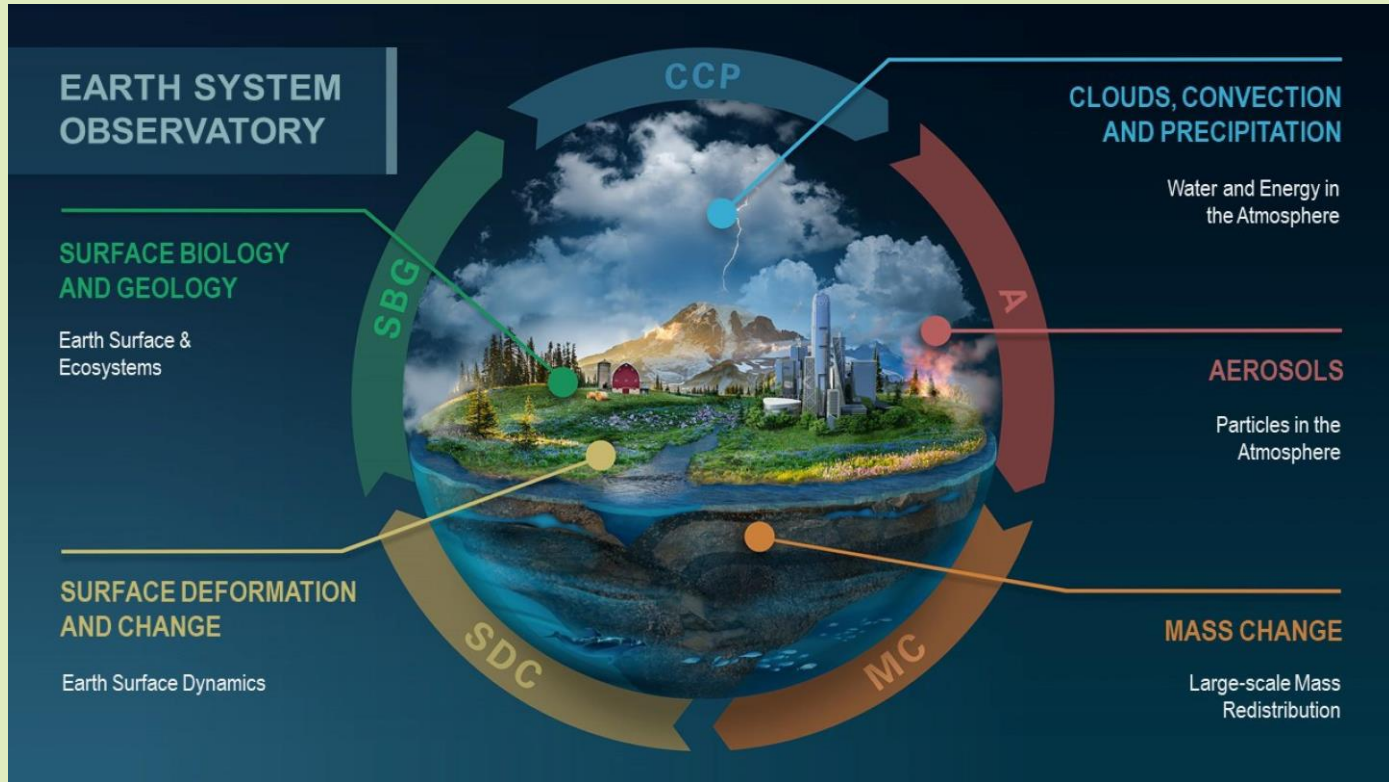 EARTH SYSTEM
OBSERVATORY
CCP
CLOUDS, CONVECTION
AND PRECIPITATION
Water and Energy in
the Atmosphere
SURFACE BIOLOGY
AND GEOLOGY
Earth Surface &
Ecosystems
SBG
A
AEROSOLS
Particles in the
Atmosphere
SURFACE DEFORMATION
AND CHANGE
Earth Surface Dynamics
SDC
MC
MASS CHANGE
Large-scale Mass
Redistribution